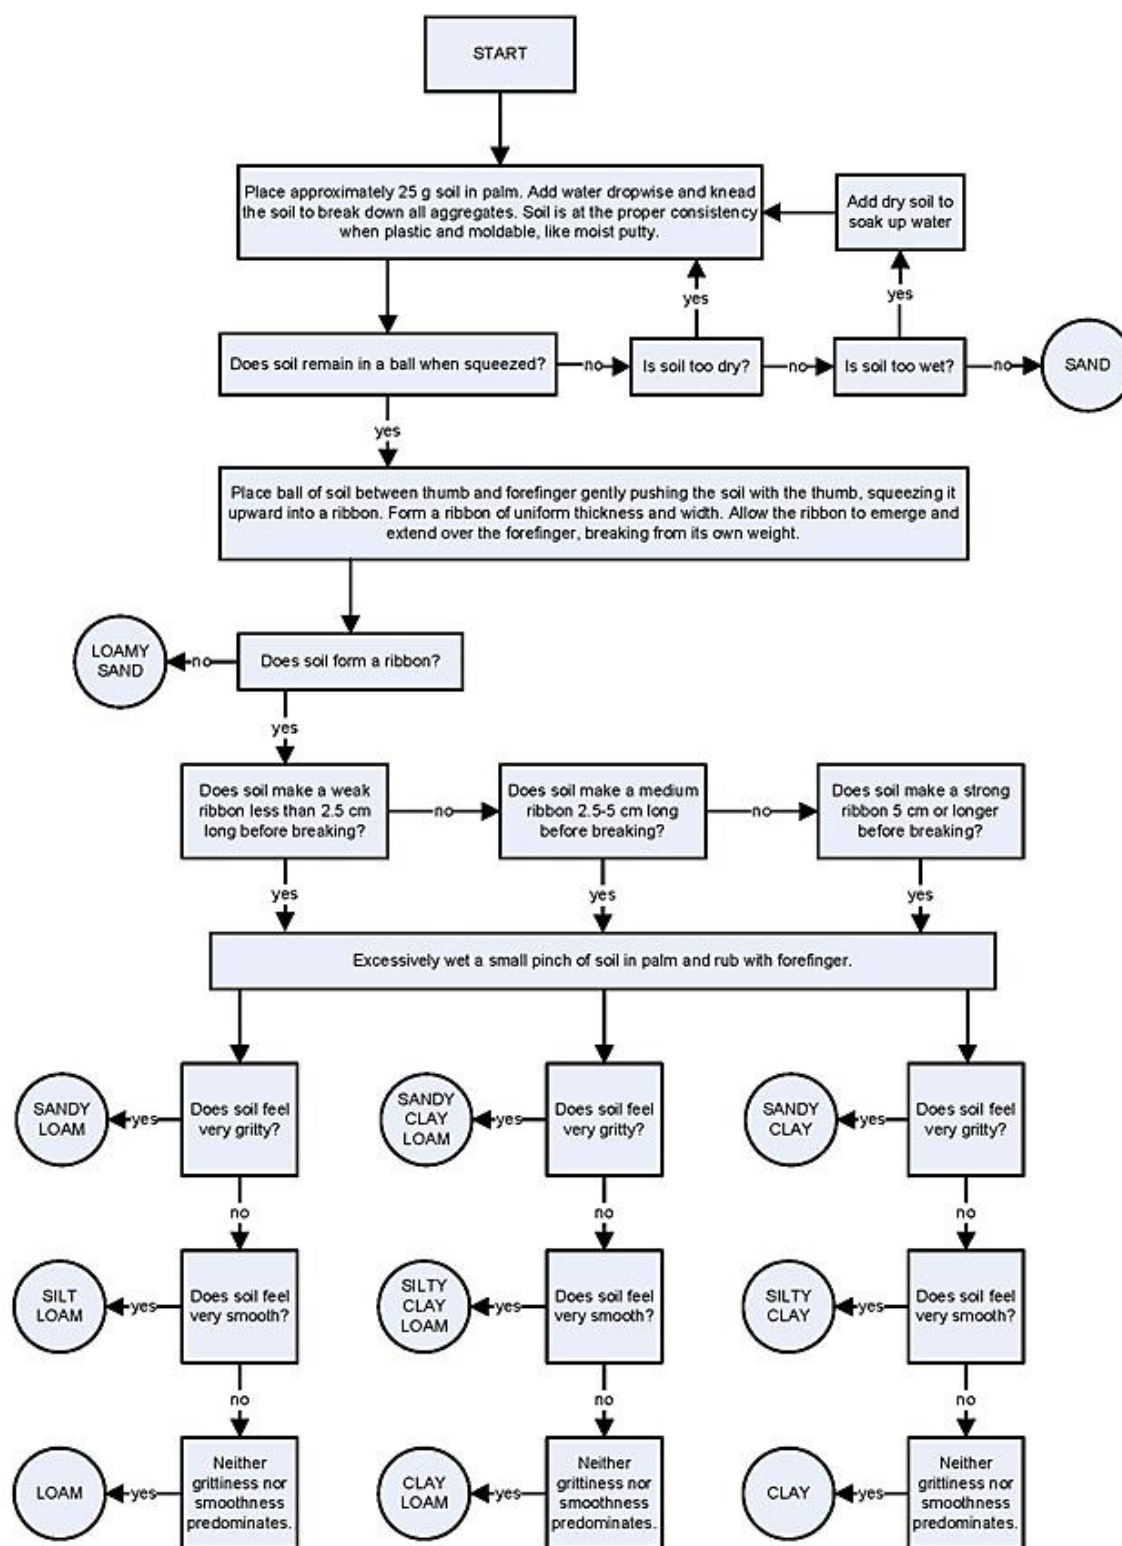 START
Place approximately 25 g soil in palm. Add water dropwise and knead
the soil to break down all aggregates. Soil is at the proper consistency
when plastic and moldable, like moist putty.
Add dry soil to
soak up water
yes
yes
Does soil remain in a ball when squeezed?
no
Is soil too dry?
no
Is soil too wet?
no
SAND
yes
Place ball of soil between thumb and forefinger gently pushing the soil with the thumb, squeezing it
upward into a ribbon. Form a ribbon of uniform thickness and width. Allow the ribbon to emerge and
extend over the forefinger, breaking from its own weight.
LOAMY
SAND
no
Does soil form a ribbon?
yes
Does soil make a weak
ribbon less than 2.5 cm
long before breaking?
no
Does soil make a medium
ribbon 2.5-5 cm long
before breaking?
no
Does soil make a strong
ribbon 5 cm or longer
before breaking?
yes
yes
yes
Excessively wet a small pinch of soil in palm and rub with forefinger.
SANDY
LOAM
yes
Does soil feel
very gritty?
SANDY
CLAY
LOAM
yes
Does soil feel
very gritty?
SANDY
CLAY
yes
Does soil feel
very gritty?
no
no
no
SILT
LOAM
yes
Does soil feel
very smooth?
SILTY
CLAY
LOAM
yes
Does soil feel
very smooth?
SILTY
CLAY
yes
Does soil feel
very smooth?
no
no
no
LOAM
yes
Neither
grittiness nor
smoothness
predominates.
CLAY
LOAM
yes
Neither
grittiness nor
smoothness
predominates.
CLAY
yes
Neither
grittiness nor
smoothness
predominates.